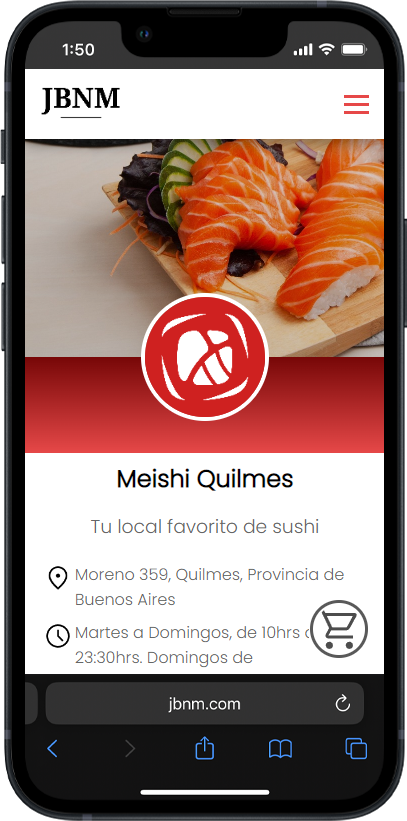 1:50
JBNM
Meishi Quilmes
Tu local favorito de sushi
Moreno 359, Quilmes, Provincia de
Buenos Aires
Martes a Domingos, de 10hrs
23:30hrs. Domingos de
jbnm.com